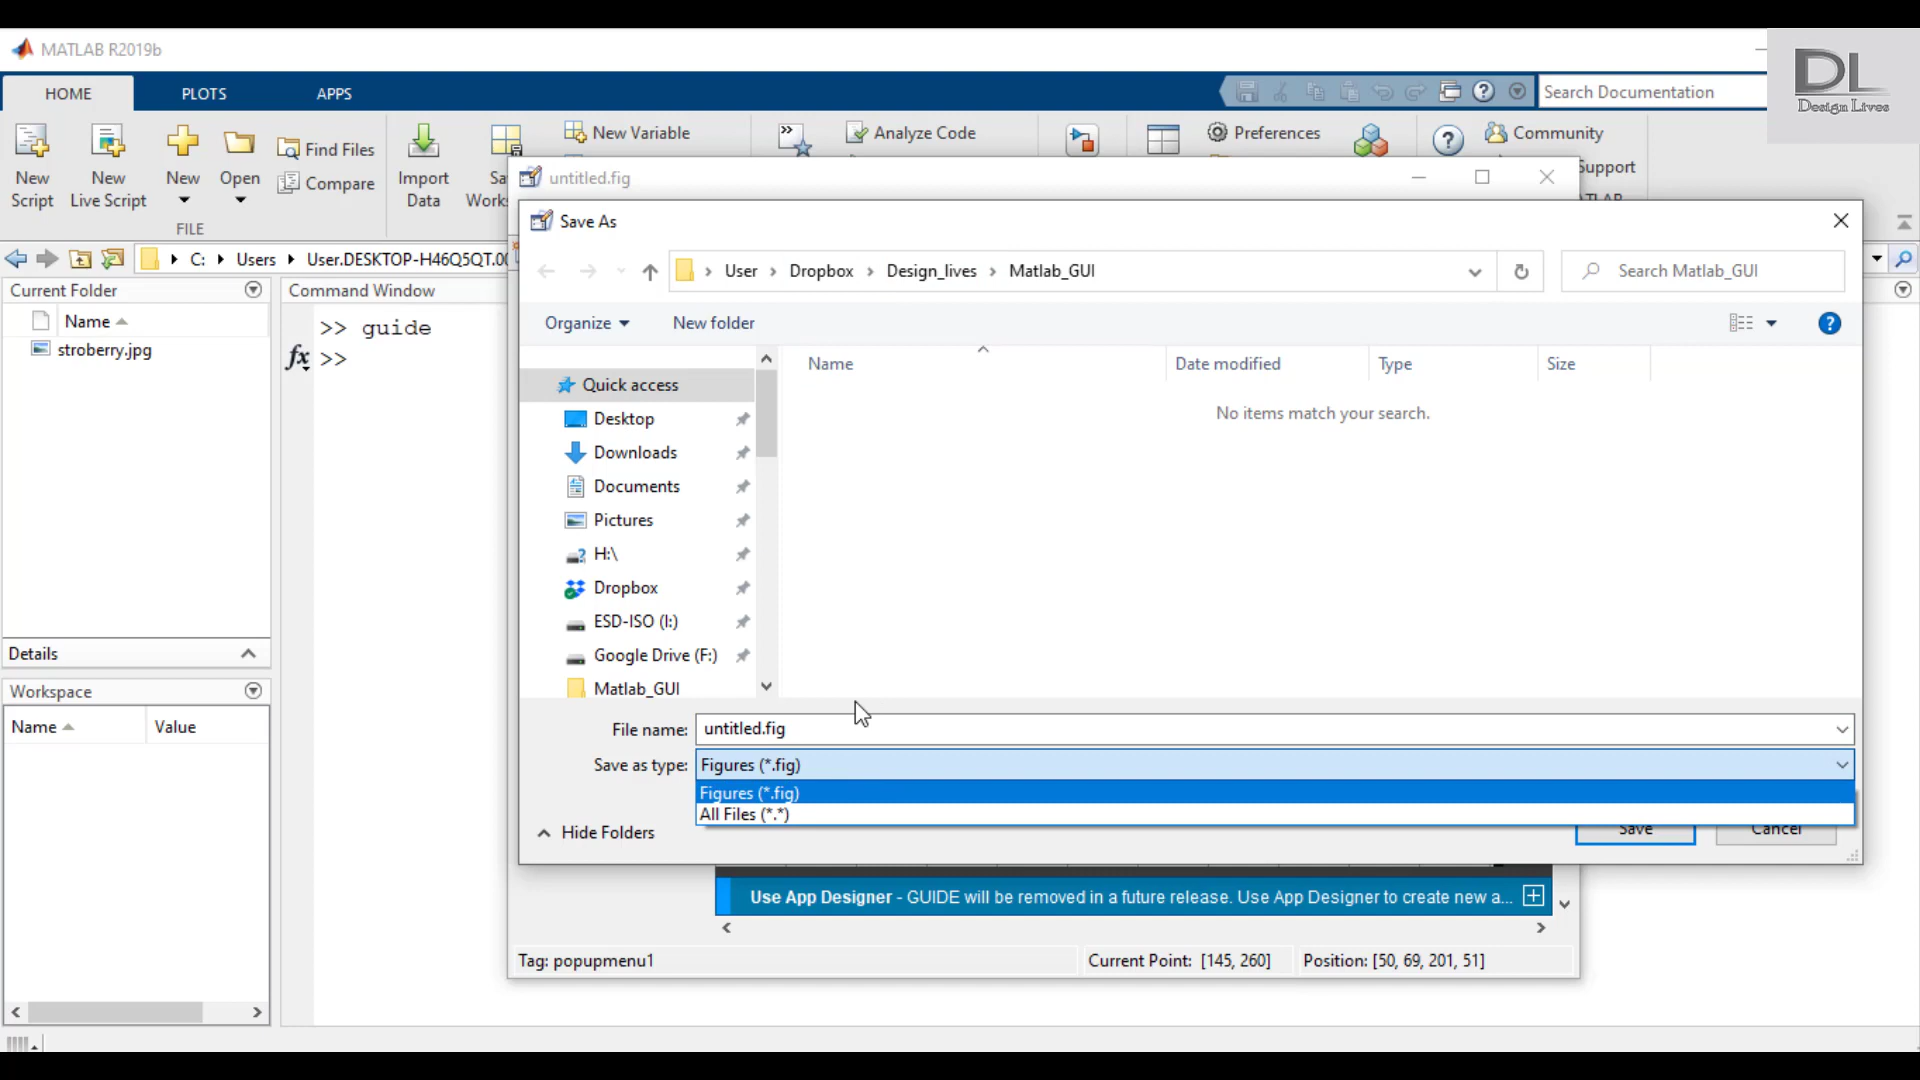 MATLAB R2019b
DL
Design Lives
HOME
PLOTS
APPS
Search Documentation
New Script
New Live Script
New
Open
Find Files
Compare
FILE
Import Data
New Variable
Analyze Code
Preferences
Community
Support
untitled.fig
Save As
C:
Users
User.DESKTOP-H46Q5QT.00
User
Dropbox
Design_lives
Matlab_GUI
Search Matlab_GUI
Current Folder
Name
stroberry.jpg
Command Window
>> guide
fx >>
Organize
New folder
Name
Date modified
Type
Size
No items match your search.
Quick access
Desktop
Downloads
Documents
Pictures
H:\
Dropbox
ESD-ISO (I:)
Google Drive (F:)
Matlab_GUI
Details
Workspace
Name
Value
File name:
untitled.fig
Save as type:
Figures (*.fig)
Figures (*.fig)
All Files (*.*)
Hide Folders
Save
Cancel
Use App Designer - GUIDE will be removed in a future release. Use App Designer to create new a...
Tag: popupmenu1
Current Point: [145, 260]
Position: [50, 69, 201, 51]